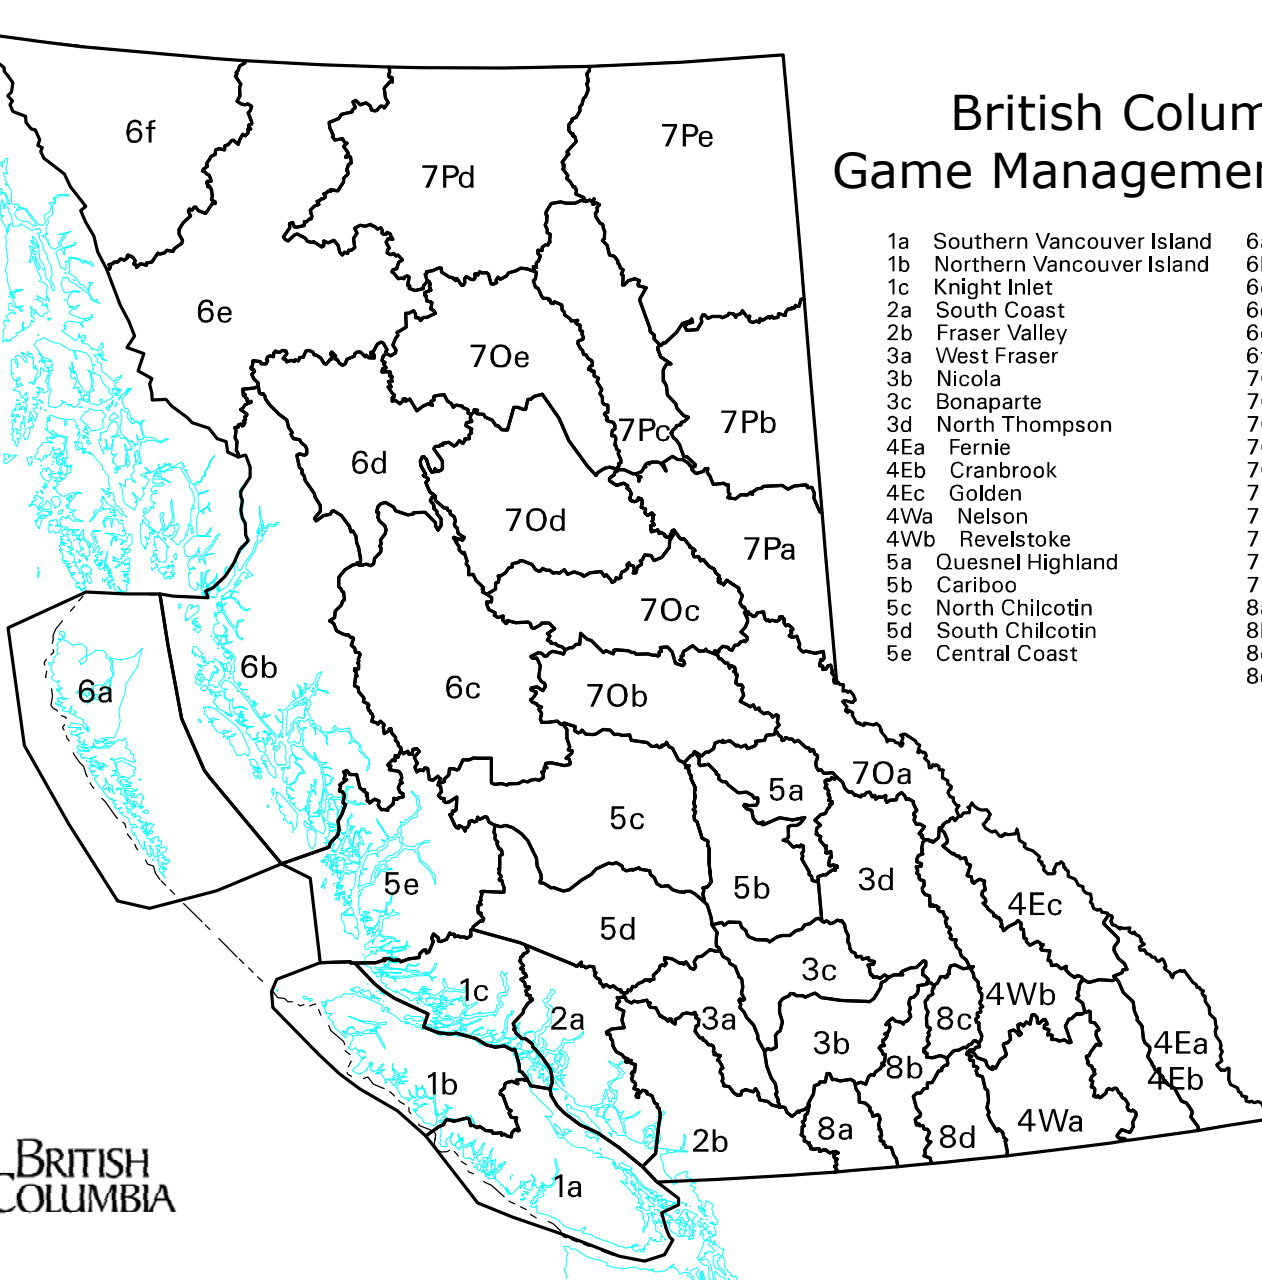 British Colum
Game Managemen
1a Southern Vancouver Island
1b Northern Vancouver Island
1c Knight Inlet
2a South Coast
2b Fraser Valley
3a West Fraser
3b Nicola
3c Bonaparte
3d North Thompson
4Ea Fernie
4Eb Cranbrook
4Ec Golden
4Wa Nelson
4Wb Revelstoke
5a Quesnel Highland
5b Cariboo
5c North Chilcotin
5d South Chilcotin
5e Central Coast
6f
7Pd
7Pe
6e
7Oe
7Pc
7Pb
6d
7Od
7Pa
7Oc
6b
6a
6c
7Ob
7Oa
5a
5c
5b
3d
5e
4Ec
5d
3c
1c
4Wb
2a
3a
8c
3b
4Ea
8b
4Eb
1b
4Wa
8a
8d
2b
1a
BRITISH
COLUMBIA